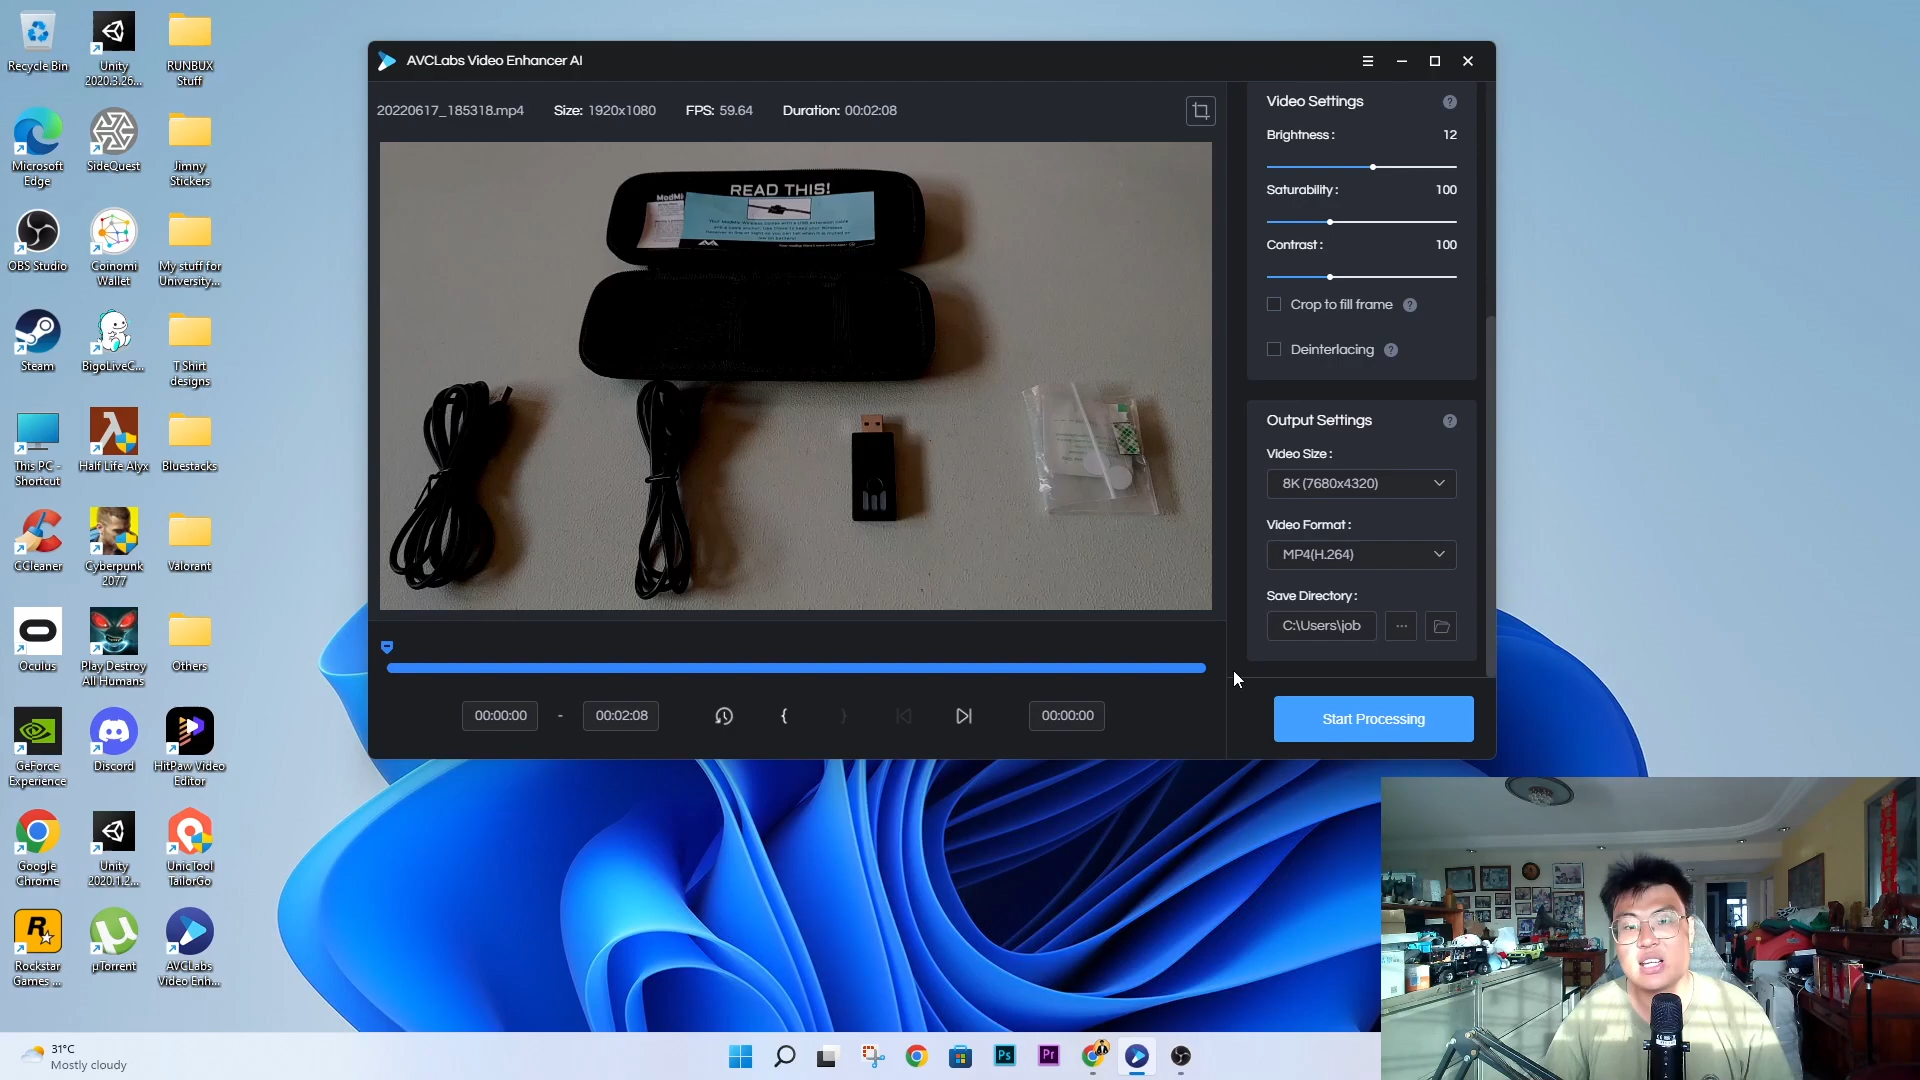 Recycle Bin
Unity
2020.3.26...
RUNBUX
Stuff
Microsoft
Edge
SideQuest
Jimny
Stickers
OBS Studio
Coinomi
Wallet
My stuff for
University...
Steam
BigoLiveC...
T Shirt
designs
This PC -
Shortcut
Half Life Alyx
Bluestacks
CCleaner
Cyberpunk
2077
Valorant
Oculus
Play Destroy
All Humans
Others
GeForce
Experience
Discord
HitPaw Video
Editor
Google
Chrome
Unity
2020.1.2...
UnicTool
TailorGo
Rockstar
Games ...
µTorrent
AVCLabs
Video Enh...
AVCLabs Video Enhancer AI
20220617_185318.mp4 Size: 1920x1080 FPS: 59.64 Duration: 00:02:08
READ THIS!
ModMi
00:00:00 - 00:02:08 { } 00:00:00
Video Settings
Brightness : 12
Saturability : 100
Contrast : 100
Crop to fill frame
Deinterlacing
Output Settings
Video Size :
8K (7680x4320)
Video Format :
MP4(H.264)
Save Directory :
C:\Users\job ...
Start Processing
31°C
Mostly cloudy
Ps
Pr